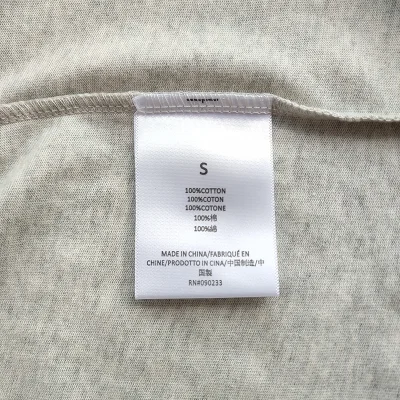 S
100%COTTON
100%COTON
100%COTONE
100%棉
100%綿
MADE IN CHINA/FABRIQUÉ EN
CHINE/PRODOTTO IN CINA/中国制造/中
国製
RN#090233